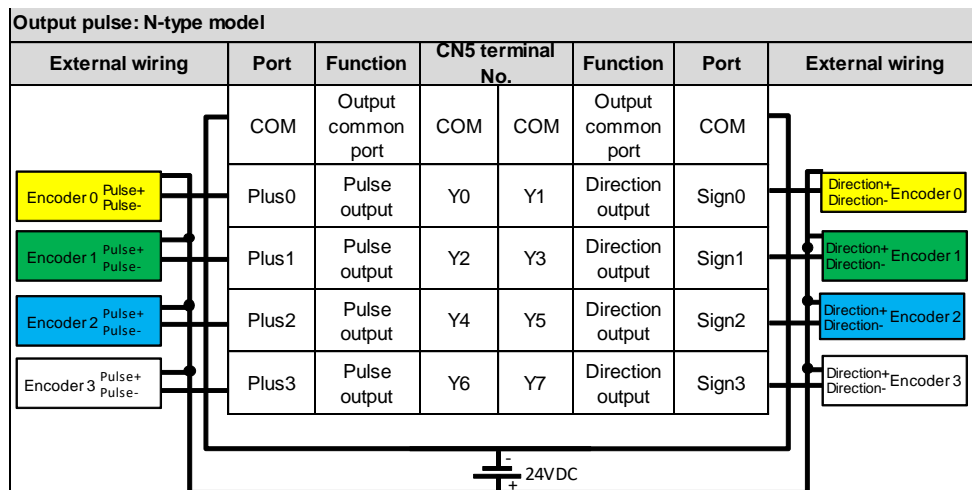 Output pulse: N-type model
External wiring Port Function CN5 terminal No. Function Port External wiring
COM Output common port COM COM Output common port COM
Encoder 0 Pulse+ Pulse- Plus0 Pulse output Y0 Y1 Direction output Sign0 Direction+ Direction- Encoder 0
Encoder 1 Pulse+ Pulse- Plus1 Pulse output Y2 Y3 Direction output Sign1 Direction+ Direction- Encoder 1
Encoder 2 Pulse+ Pulse- Plus2 Pulse output Y4 Y5 Direction output Sign2 Direction+ Direction- Encoder 2
Encoder 3 Pulse+ Pulse- Plus3 Pulse output Y6 Y7 Direction output Sign3 Direction+ Direction- Encoder 3
-
24VDC
+